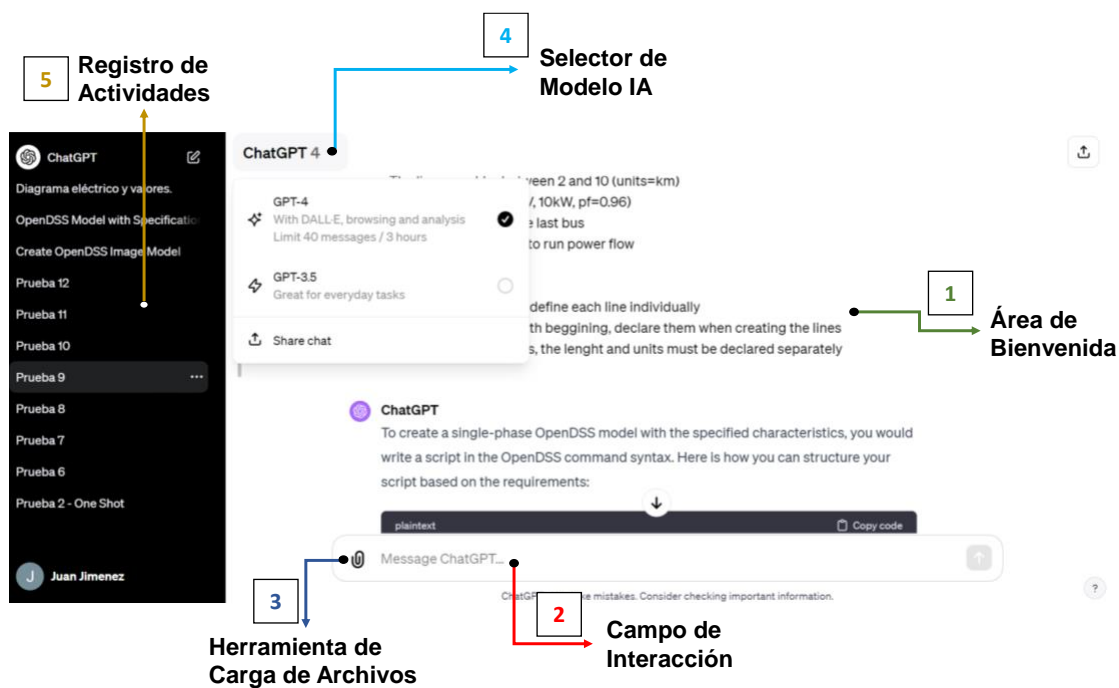 4
Selector de
Modelo IA
5
Registro de
Actividades
ChatGPT
Diagrama eléctrico y valores.
OpenDSS Model with Specificatio
Create OpenDSS Image Model
Prueba 12
Prueba 11
Prueba 10
Prueba 9
Prueba 8
Prueba 7
Prueba 6
Prueba 2 - One Shot
J Juan Jimenez
ChatGPT 4
GPT-4
With DALL·E, browsing and analysis
Limit 40 messages / 3 hours
GPT-3.5
Great for everyday tasks
Share chat
between 2 and 10 (units=km)
, 10kW, pf=0.96)
last bus
to run power flow
define each line individually
beggining, declare them when creating the lines
, the lenght and units must be declared separately
1
Área de
Bienvenida
ChatGPT
To create a single-phase OpenDSS model with the specified characteristics, you would
write a script in the OpenDSS command syntax. Here is how you can structure your
script based on the requirements:
plaintext Copy code
Message ChatGPT...
mistakes. Consider checking important information.
?
3
Herramienta de
Carga de Archivos
2
Campo de
Interacción